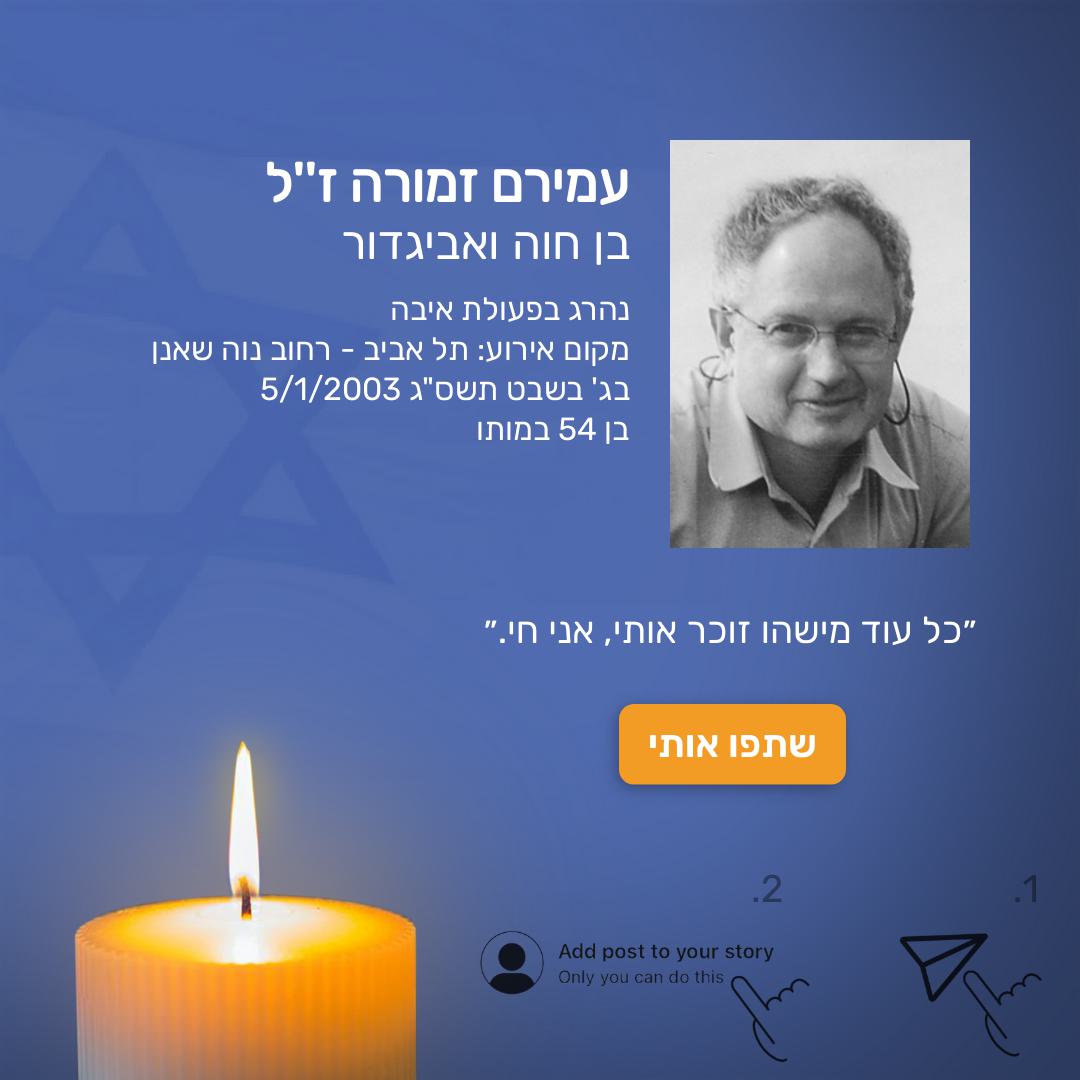 עמירם זמורה ז"ל
בן חוה ואביגדור
נהרג בפעולת איבה
מקום אירוע: תל אביב - רחוב נוה שאנן
בג' בשבט תשס"ג 5/1/2003
בן 54 במותו
״כל עוד מישהו זוכר אותי, אני חי.״
שתפו אותי
1.
2.
Add post to your story
Only you can do this